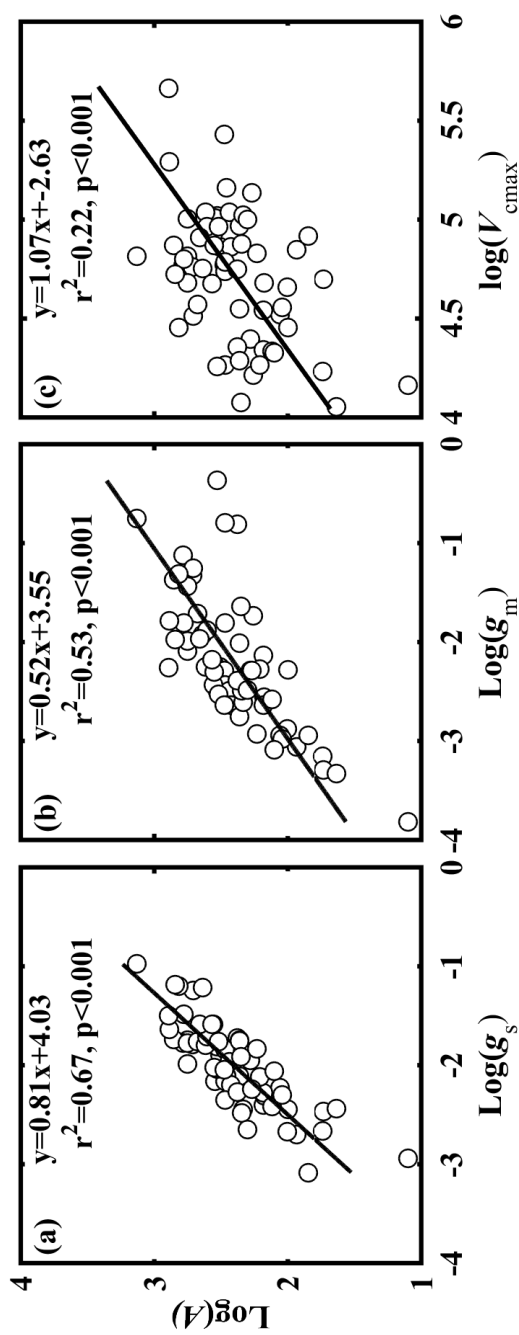 (a)
y=0.81x+4.03
r²=0.67, p<0.001
4
3
2
1
Log(A)
-4
-3
-2
-1
0
Log(gs)
(b)
y=0.52x+3.55
r²=0.53, p<0.001
-4
-3
-2
-1
0
Log(gm)
(c)
y=1.07x+-2.63
r²=0.22, p<0.001
4
4.5
5
5.5
6
log(Vcmax)